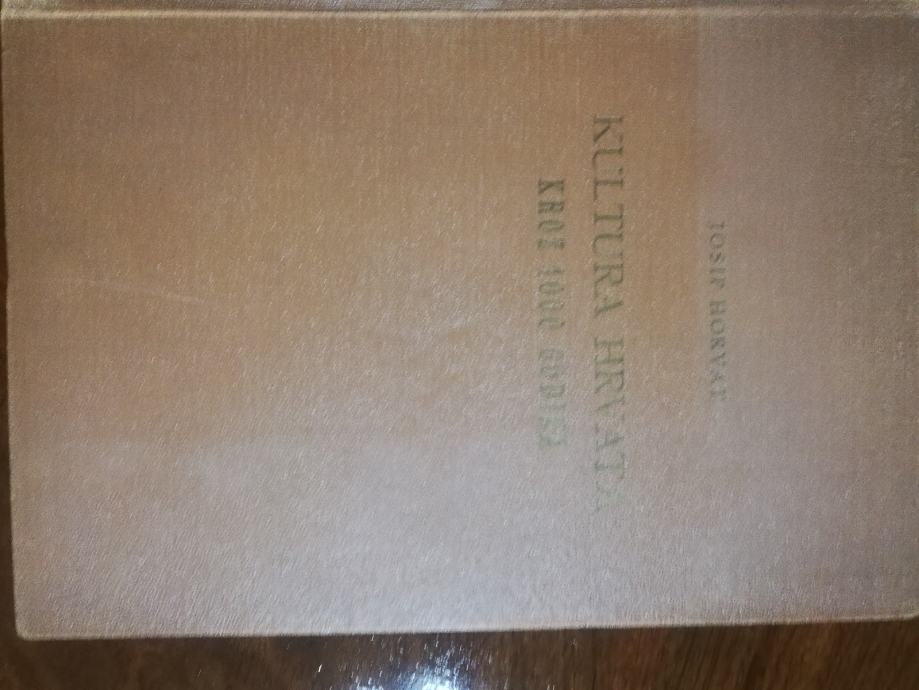 JOSIP HORVAT
KULTURA HRVATA
KROZ 1000 GODINA